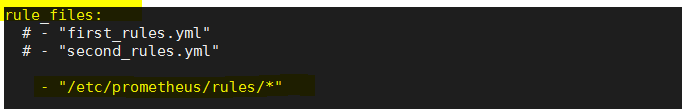 rule_files:
  # - "first_rules.yml"
  # - "second_rules.yml"
    - "/etc/prometheus/rules/*"